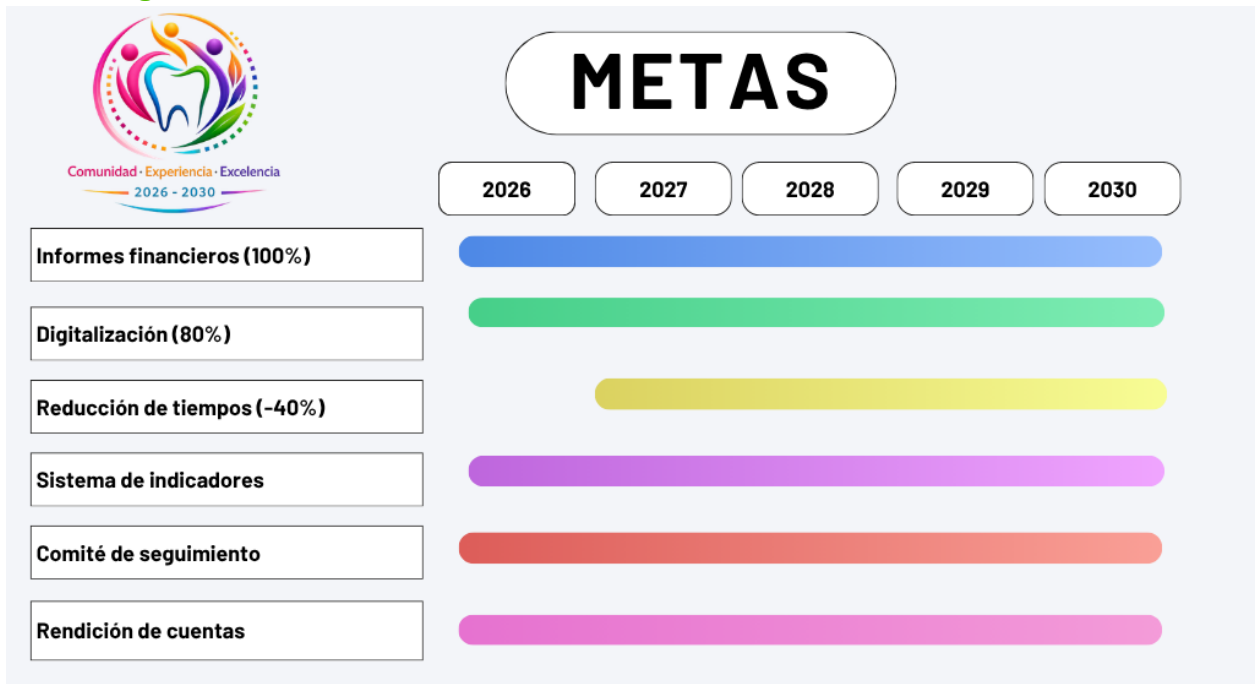 METAS
Comunidad · Experiencia · Excelencia
2026 - 2030
2026 2027 2028 2029 2030
Informes financieros (100%)
Digitalización (80%)
Reducción de tiempos (-40%)
Sistema de indicadores
Comité de seguimiento
Rendición de cuentas